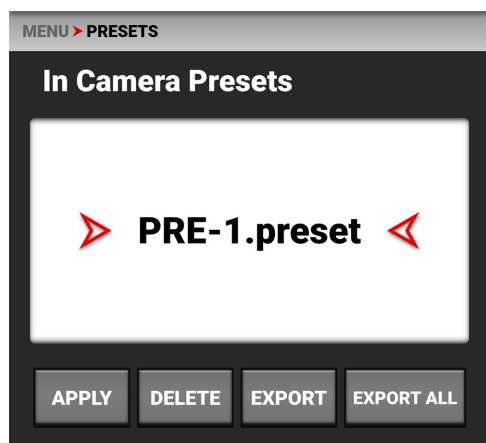 MENU > PRESETS
In Camera Presets
PRE-1.preset
APPLY DELETE EXPORT EXPORT ALL